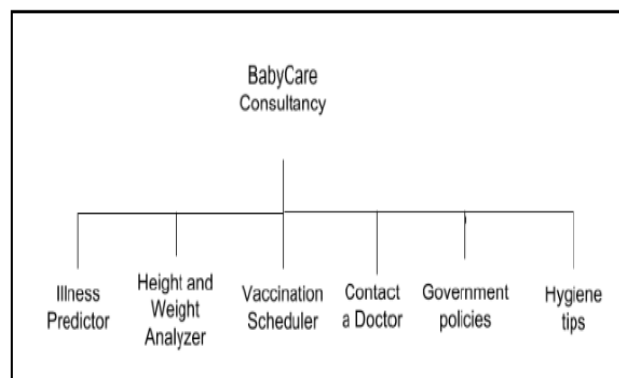 BabyCare
Consultancy
Illness
Predictor
Height and
Weight
Analyzer
Vaccination
Scheduler
Contact
a Doctor
Government
policies
Hygiene
tips